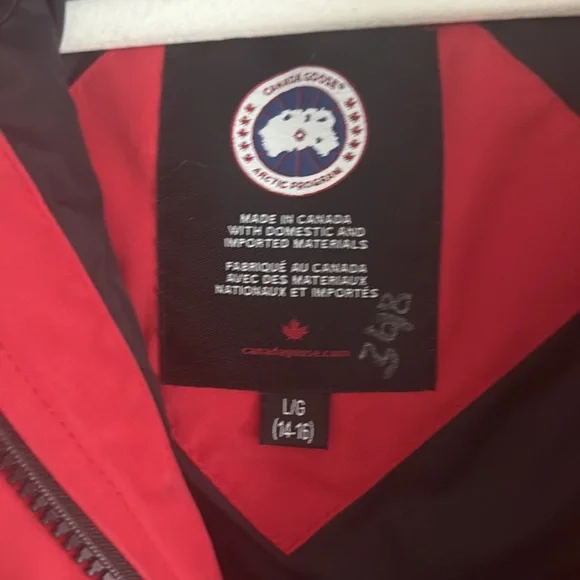 CANADA GOOSE
ARCTIC PROGRAM
MADE IN CANADA
WITH DOMESTIC AND
IMPORTED MATERIALS
FABRIQUÉ AU CANADA
AVEC DES MATÉRIAUX
NATIONAUX ET IMPORTÉS
canadagoose.com
L/G
(14-16)